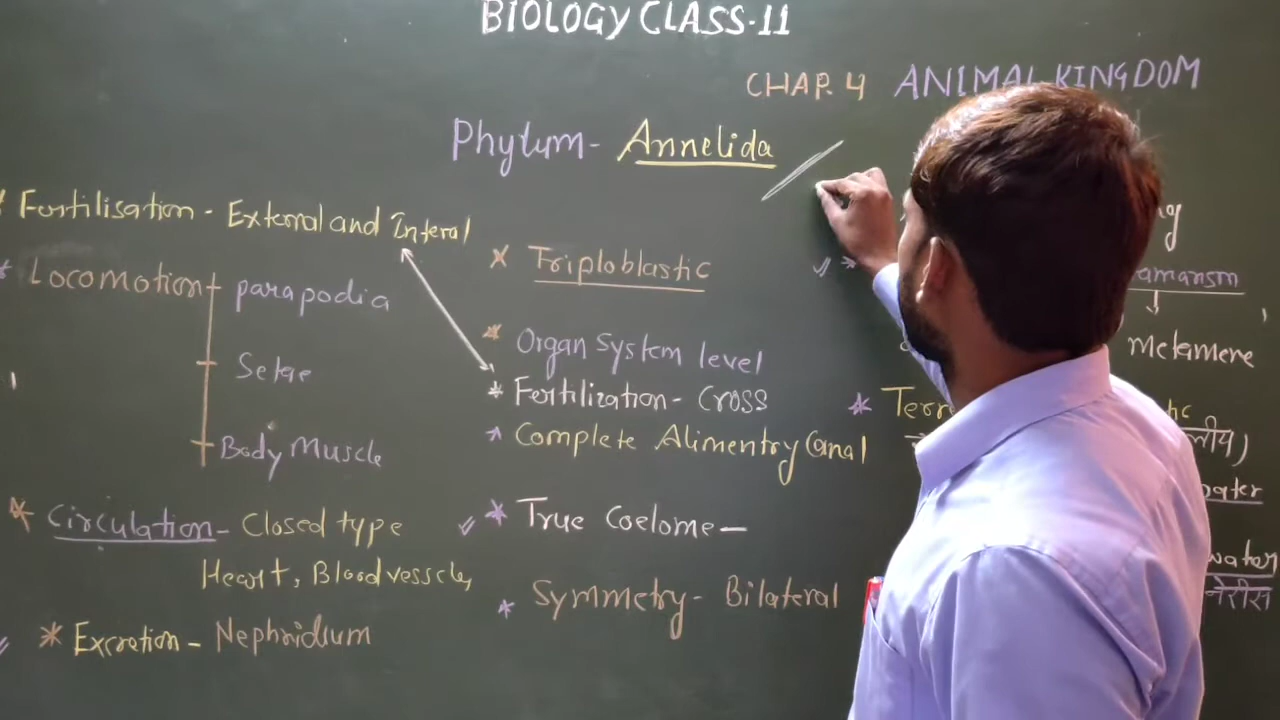 BIOLOGY CLASS-11
CHAP. 4 ANIMAL KINGDOM
Phylum- Annelida
Fertilisation - External and Interal
* Locomotion
parapodia
Setae
Body Muscle
* Circulation - Closed type
Heart, Blood vessels,
* Excretion - Nephridium
* Triploblastic
* Organ System level
* Fertilization - Cross
* Complete Alimentry Canal
* True Coelome -
* Symmetry - Bilateral
Metamere
* Terre
water
नेरीस